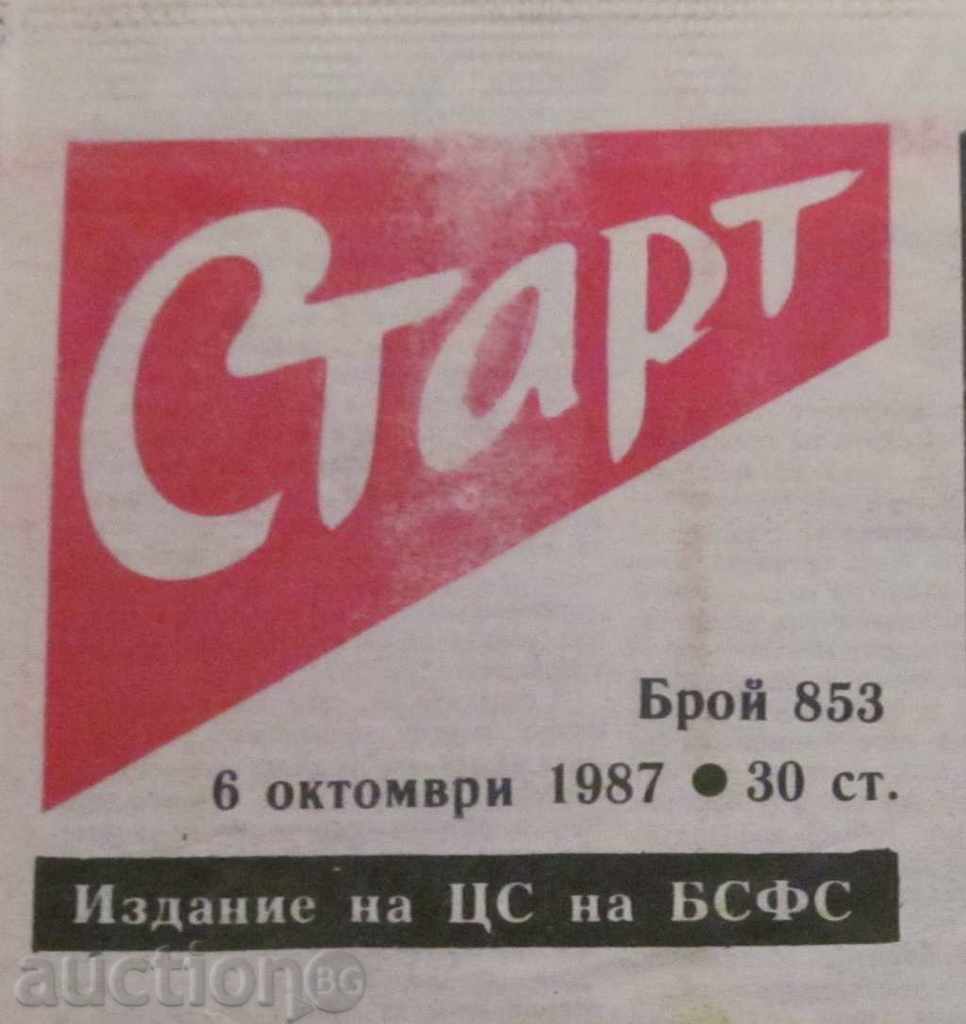 Старт
Брой 853
6 октомври 1987 ● 30 ст.
Издание на ЦС на БСФС
auction BG